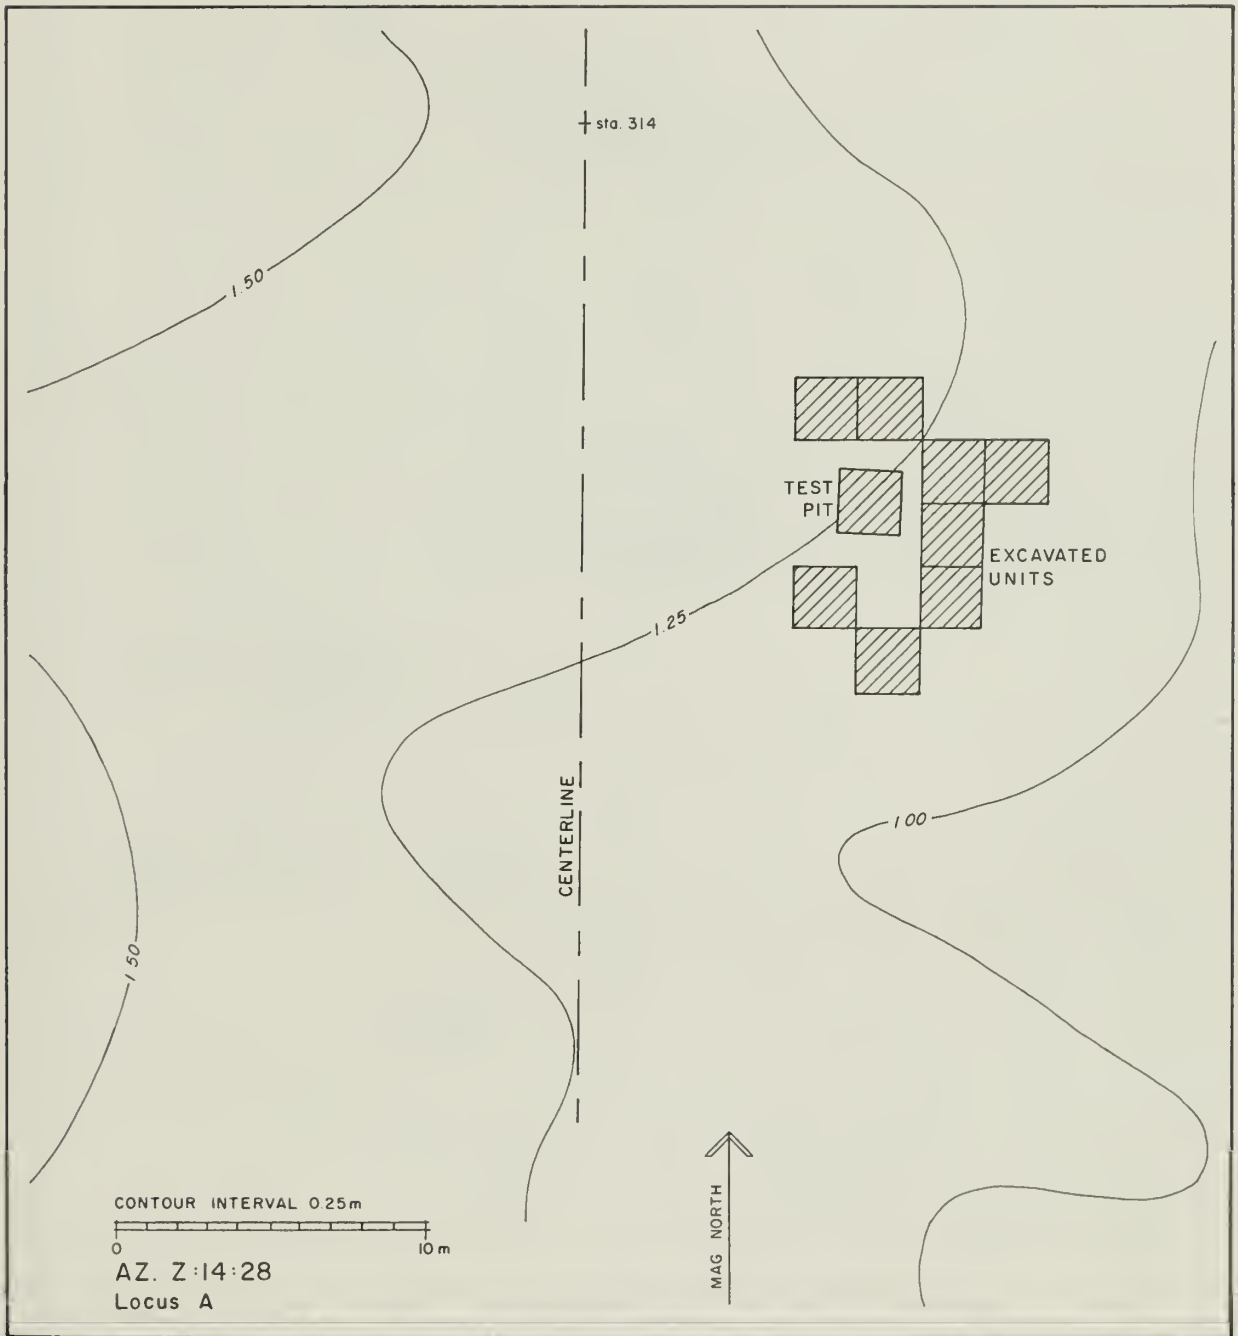 sta. 314
1.50
TEST
PIT
EXCAVATED
UNITS
1.25
CENTERLINE
1 00
1 50
CONTOUR INTERVAL 0.25m
0 10 m
AZ. Z:14:28
Locus A
MAG NORTH